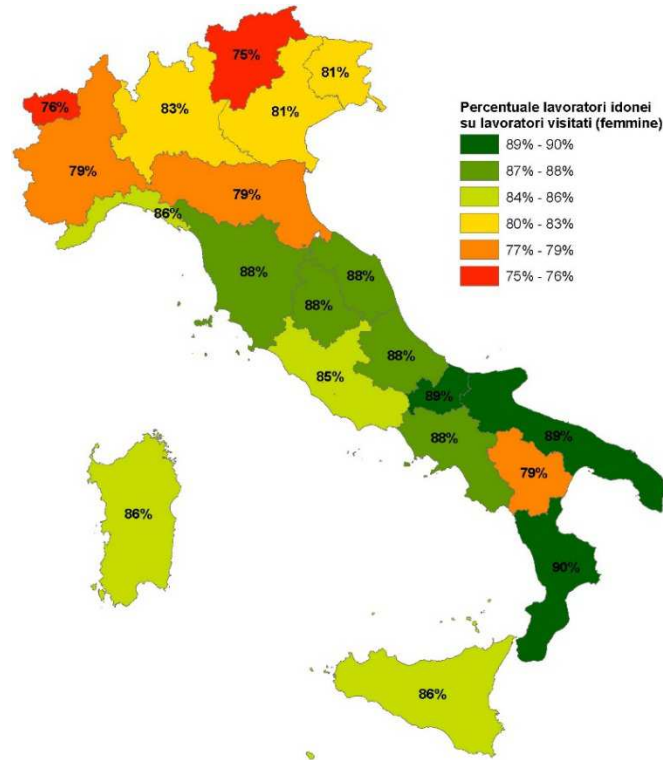 75%
81%
76%
83%
81%
Percentuale lavoratori idonei
su lavoratori visitati (femmine)
89% - 90%
87% - 88%
84% - 86%
80% - 83%
77% - 79%
75% - 76%
79%
79%
86%
88%
88%
88%
88%
85%
89%
89%
88%
79%
86%
90%
86%